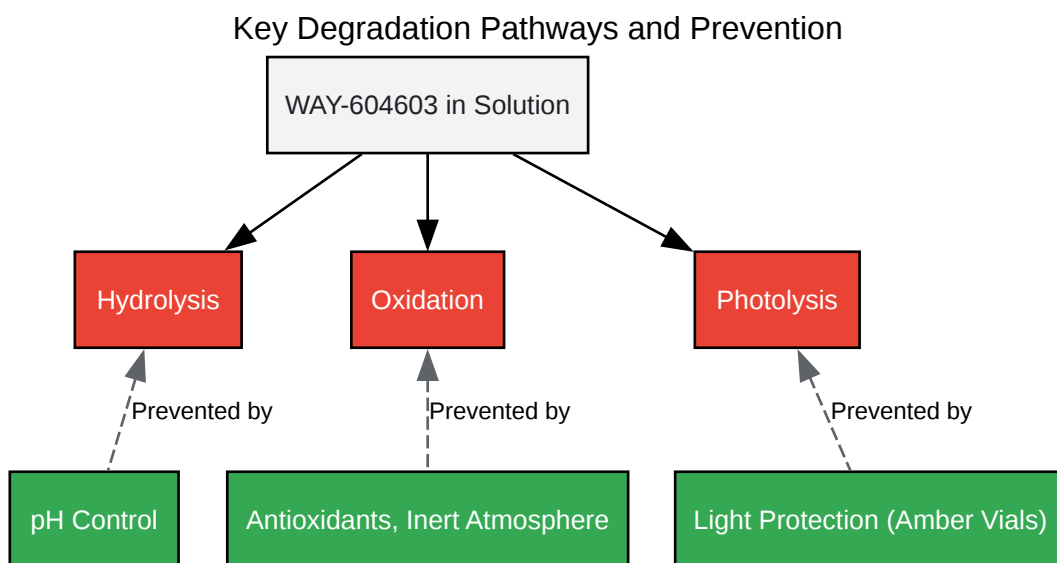 Key Degradation Pathways and Prevention
WAY-604603 in Solution
Hydrolysis
Oxidation
Photolysis
Prevented by
Prevented by
Prevented by
pH Control
Antioxidants, Inert Atmosphere
Light Protection (Amber Vials)